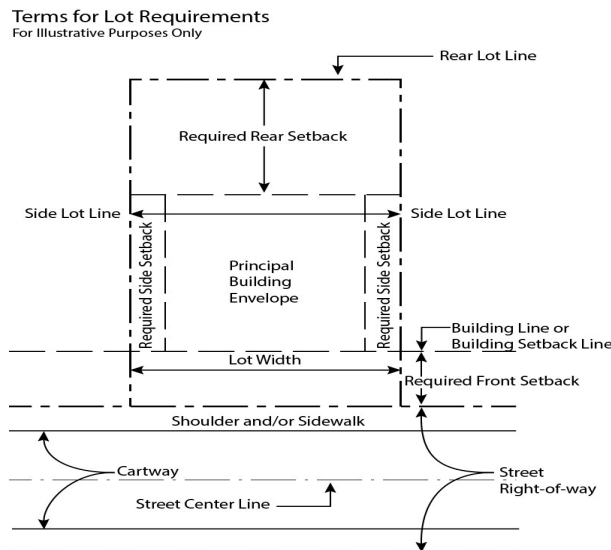 Terms for Lot Requirements
For Illustrative Purposes Only
Rear Lot Line
Required Rear Setback
Side Lot Line
Side Lot Line
Required Side Setback
Principal
Building
Envelope
Required Side Setback
Building Line or
Building Setback Line
Lot Width
Required Front Setback
Shoulder and/or Sidewalk
Cartway
Street
Right-of-way
Street Center Line